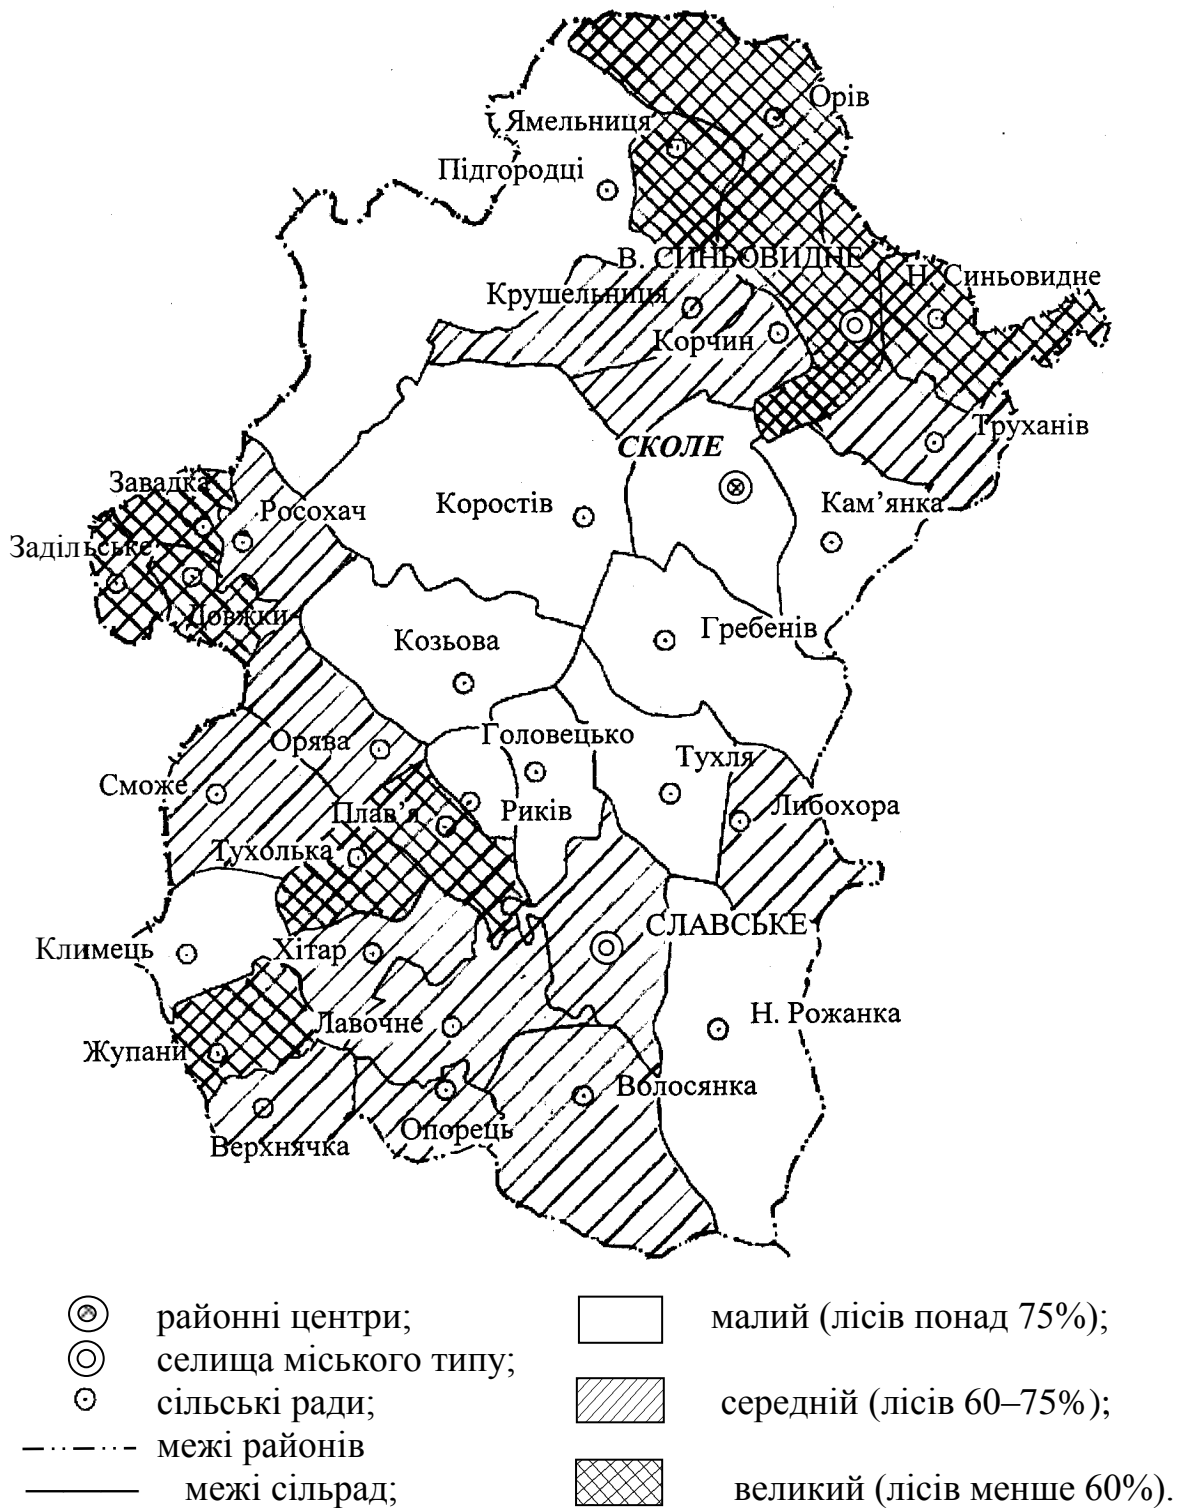 Орів
Ямельниця
Підгородці
В. СИНЬОВИДНЕ
Н. Синьовидне
Крушельниця
Корчин
Труханів
СКОЛЕ
Завадка
Росохач
Коростів
Кам’янка
Задільське
Довжки
Козьова
Гребенів
Орява
Головецько
Тухля
Сможе
Плав’я
Риків
Либохора
Тухолька
СЛАВСЬКЕ
Климець
Хітар
Лавочне
Н. Рожанка
Жупани
Волосянка
Верхнячка
Опорець
районні центри;
малий (лісів понад 75%);
селища міського типу;
сільські ради;
середній (лісів 60–75%);
межі районів
межі сільрад;
великий (лісів менше 60%).